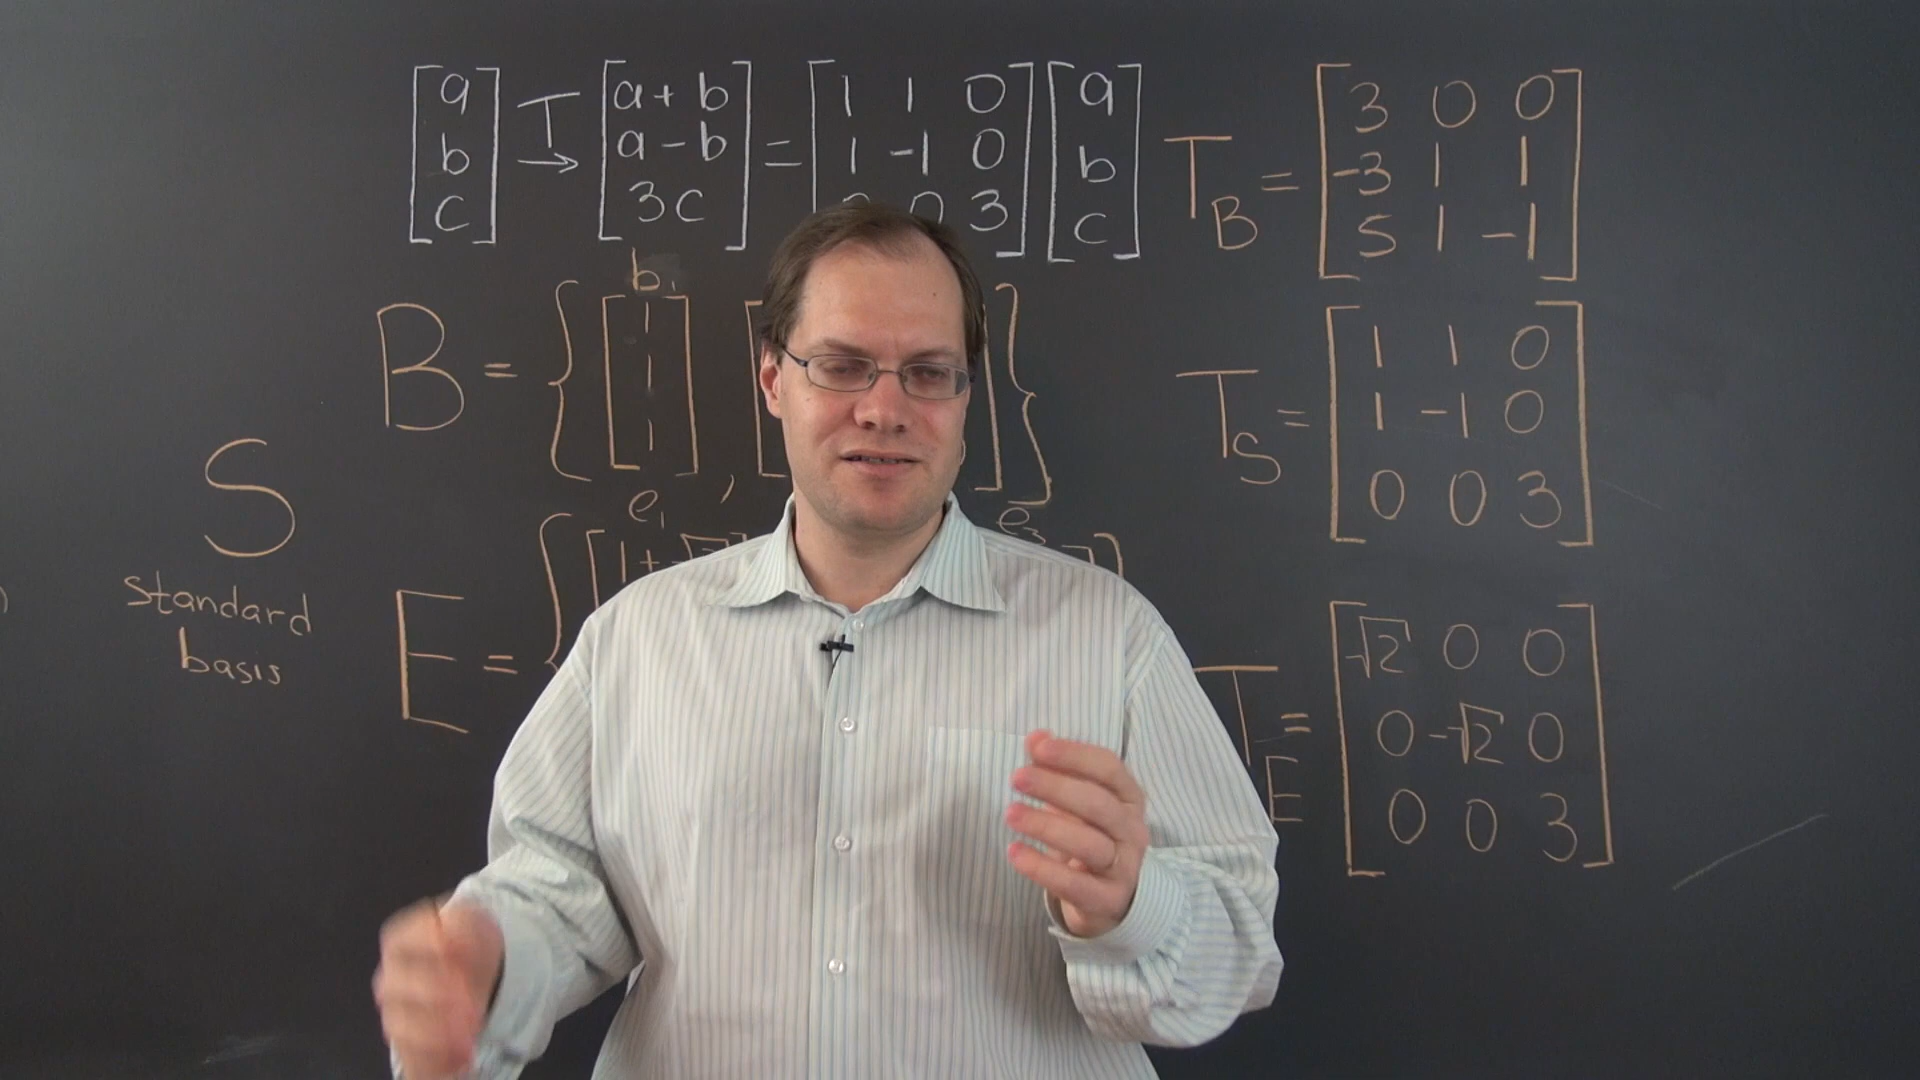 [a b c] T → [a + b a - b 3c] = [1 1 0 1 -1 0 0 0 3] [a b c]
T_B = [3 0 0 -3 1 1 5 1 -1]
b₁
B = { [1 1 1] , }
T_S = [1 1 0 1 -1 0 0 0 3]
S
standard
basis
e₁ e₃
E = { [1+√
T_E = [√2 0 0 0 -√2 0 0 0 3]